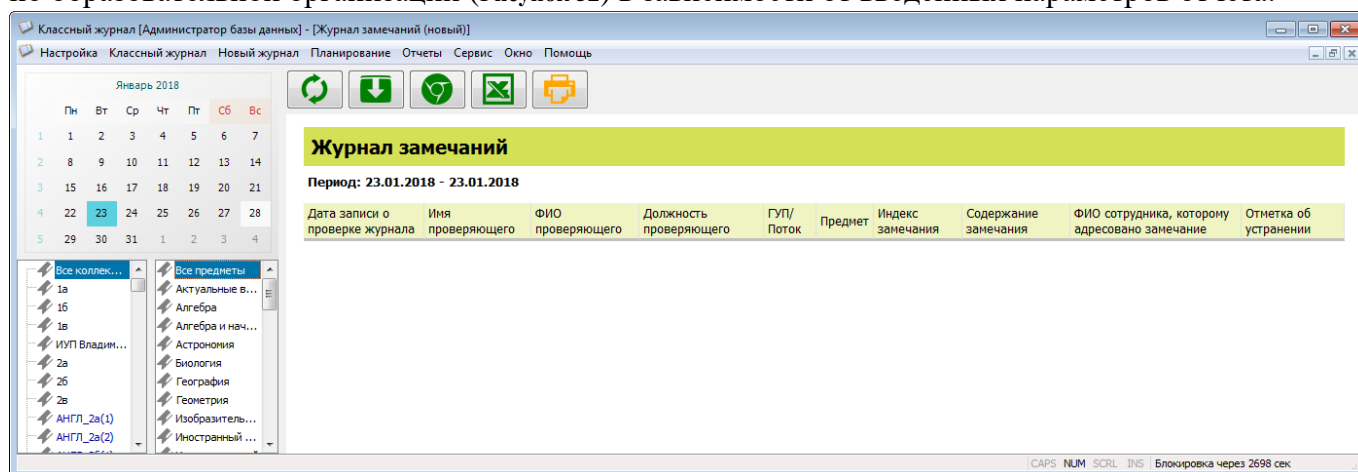 Классный журнал [Администратор базы данных] - [Журнал замечаний (новый)]
Настройка Классный журнал Новый журнал Планирование Отчеты Сервис Окно Помощь
Январь 2018
Пн Вт Ср Чт Пт Сб Вс
1 1 2 3 4 5 6 7
2 8 9 10 11 12 13 14
3 15 16 17 18 19 20 21
4 22 23 24 25 26 27 28
5 29 30 31 1 2 3 4
Все коллек...
1а
1б
1в
ИУП Владим...
2а
2б
2в
АНГЛ_2а(1)
АНГЛ_2а(2)
Все предметы
Актуальные в...
Алгебра
Алгебра и нач...
Астрономия
Биология
География
Геометрия
Изобразитель...
Иностранный ...
Журнал замечаний
Период: 23.01.2018 - 23.01.2018
Дата записи о проверке журнала
Имя проверяющего
ФИО проверяющего
Должность проверяющего
ГУП/ Поток
Предмет
Индекс замечания
Содержание замечания
ФИО сотрудника, которому адресовано замечание
Отметка об устранении
CAPS NUM SCRL INS Блокировка через 2698 сек